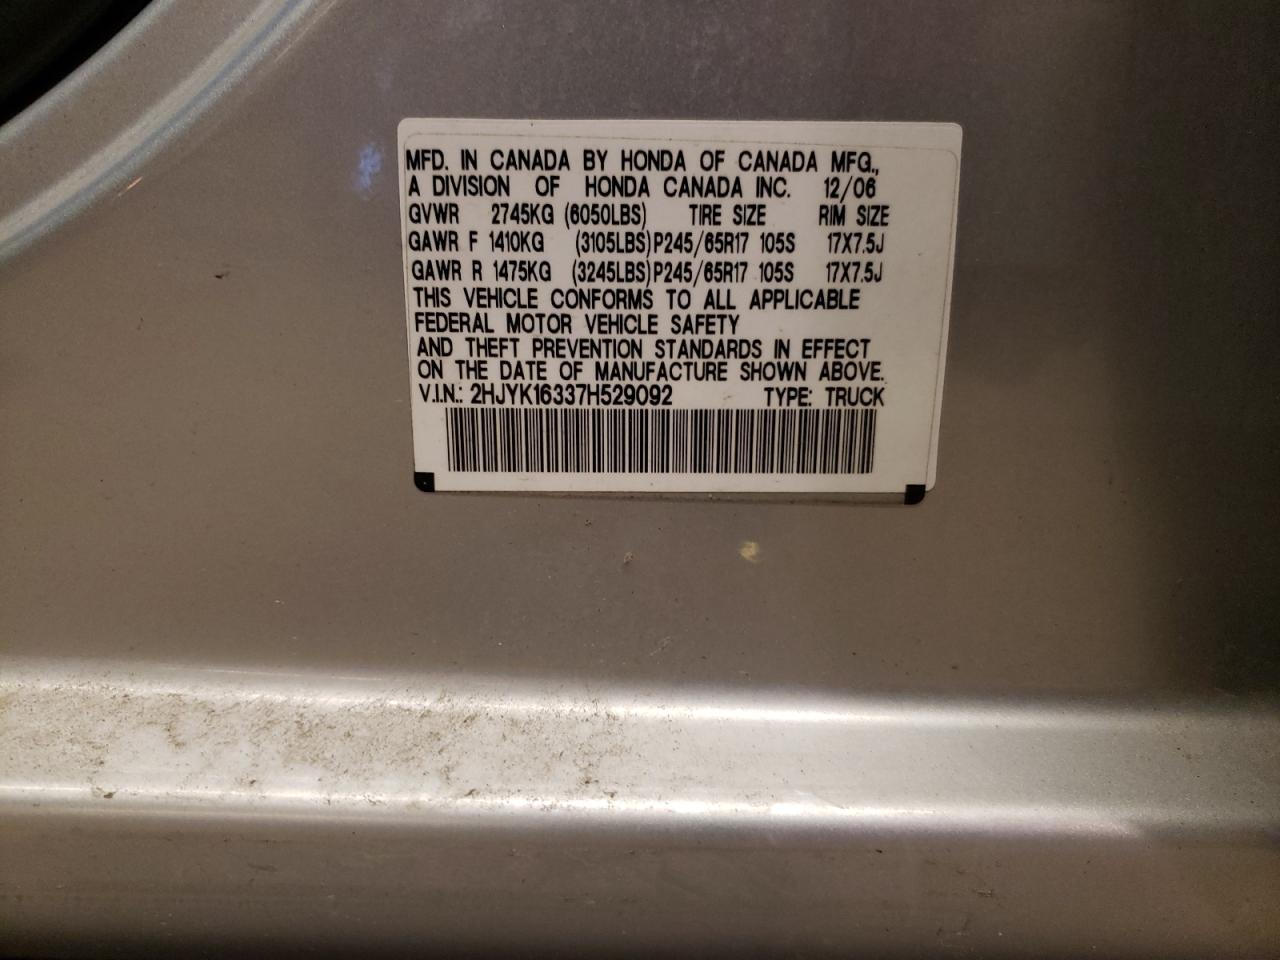 MFD. IN CANADA BY HONDA OF CANADA MFG.,
A DIVISION OF HONDA CANADA INC. 12/06
GVWR 2745KG (6050LBS) TIRE SIZE RIM SIZE
GAWR F 1410KG (3105LBS) P245/65R17 105S 17X7.5J
GAWR R 1475KG (3245LBS) P245/65R17 105S 17X7.5J
THIS VEHICLE CONFORMS TO ALL APPLICABLE
FEDERAL MOTOR VEHICLE SAFETY
AND THEFT PREVENTION STANDARDS IN EFFECT
ON THE DATE OF MANUFACTURE SHOWN ABOVE.
V.I.N.: 2HJYK16337H529092 TYPE: TRUCK